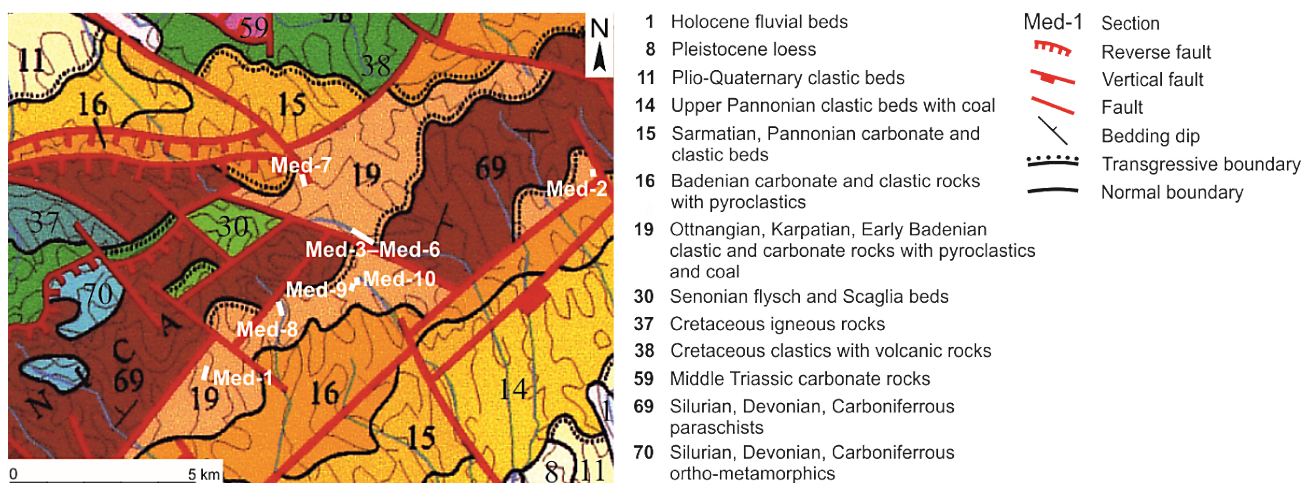 59
38
38
N
11
16
15
Med-7
19
69
Med-2
37
30
Med-3–Med-6
70
Med-9
Med-10
Med-8
A
C
69
N
Med-1
19
16
15
14
1
8
11
0
5 km
1 Holocene fluvial beds
8 Pleistocene loess
11 Plio-Quaternary clastic beds
14 Upper Pannonian clastic beds with coal
15 Sarmatian, Pannonian carbonate and
clastic beds
16 Badenian carbonate and clastic rocks
with pyroclastics
19 Ottnangian, Karpatian, Early Badenian
clastic and carbonate rocks with pyroclastics
and coal
30 Senonian flysch and Scaglia beds
37 Cretaceous igneous rocks
38 Cretaceous clastics with volcanic rocks
59 Middle Triassic carbonate rocks
69 Silurian, Devonian, Carboniferrous
paraschists
70 Silurian, Devonian, Carboniferrous
ortho-metamorphics
Med-1 Section
Reverse fault
Vertical fault
Fault
Bedding dip
Transgressive boundary
Normal boundary